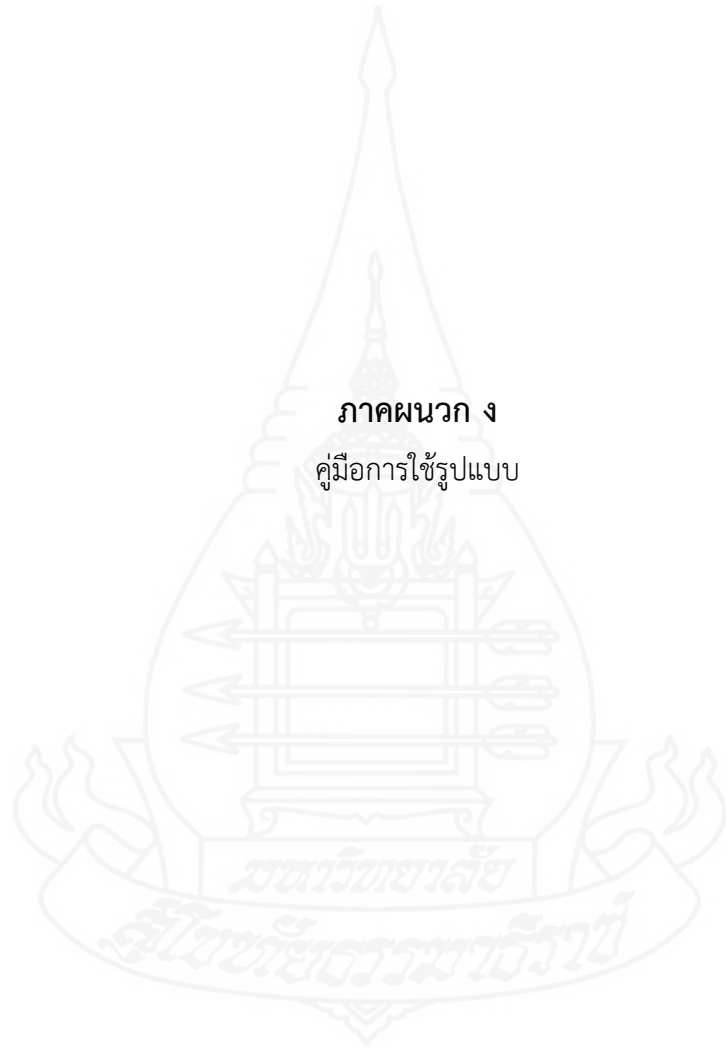 ภาคผนวก ง
คู่มือการใช้รูปแบบ
มหาวิทยาลัย
สุโขทัยธรรมาธิราช